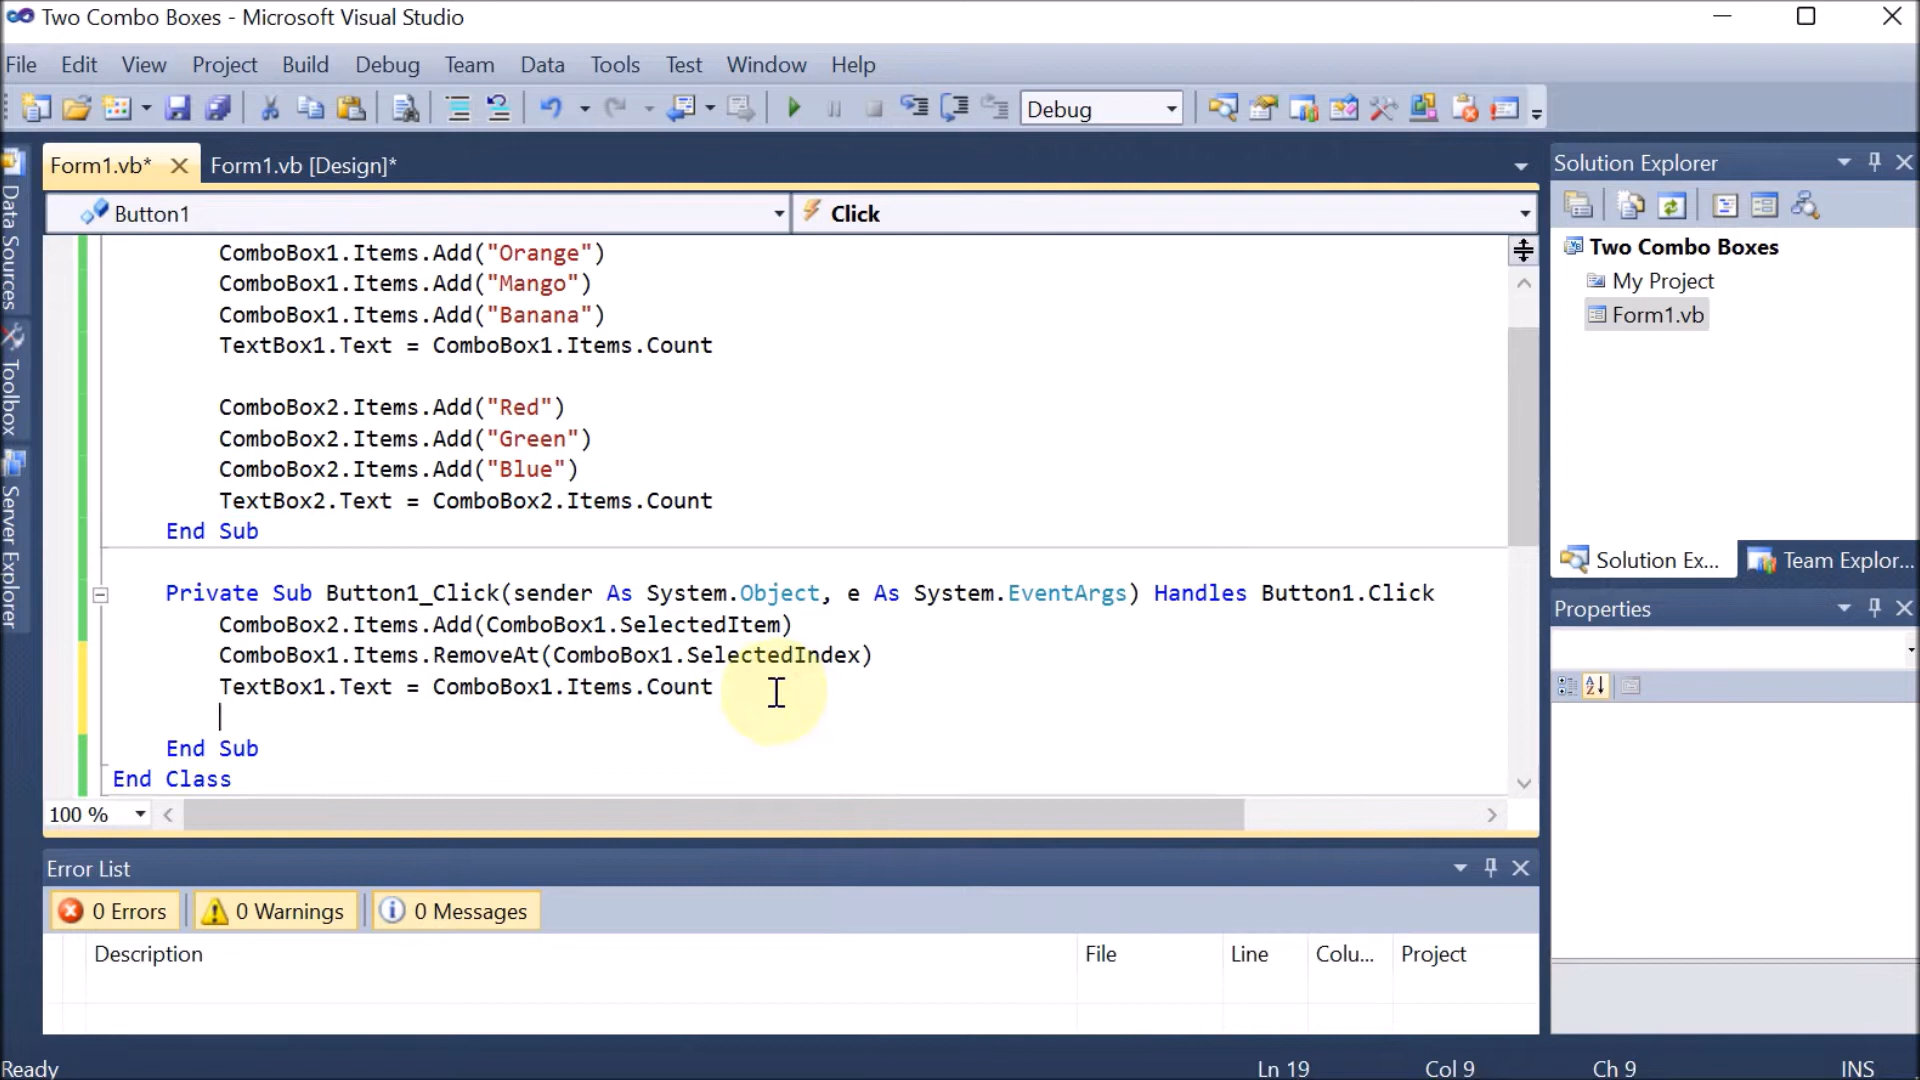 Two Combo Boxes - Microsoft Visual Studio
File Edit View Project Build Debug Team Data Tools Test Window Help
Debug
Form1.vb* Form1.vb [Design]*
Button1 Click
ComboBox1.Items.Add("Orange")
ComboBox1.Items.Add("Mango")
ComboBox1.Items.Add("Banana")
TextBox1.Text = ComboBox1.Items.Count
ComboBox2.Items.Add("Red")
ComboBox2.Items.Add("Green")
ComboBox2.Items.Add("Blue")
TextBox2.Text = ComboBox2.Items.Count
End Sub
Private Sub Button1_Click(sender As System.Object, e As System.EventArgs) Handles Button1.Click
ComboBox2.Items.Add(ComboBox1.SelectedItem)
ComboBox1.Items.RemoveAt(ComboBox1.SelectedIndex)
TextBox1.Text = ComboBox1.Items.Count
End Sub
End Class
100 %
Data Sources
Toolbox
Server Explorer
Solution Explorer
Two Combo Boxes
My Project
Form1.vb
Solution Ex... Team Explor...
Properties
Error List
0 Errors 0 Warnings 0 Messages
Description File Line Colu... Project
Ready Ln 19 Col 9 Ch 9 INS